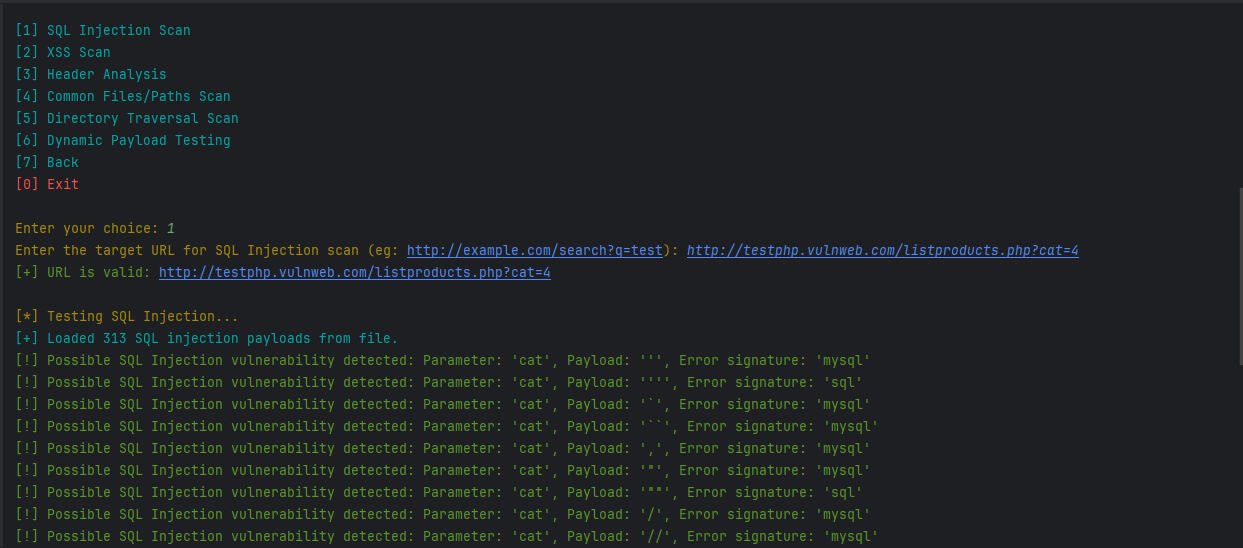 [1] SQL Injection Scan
[2] XSS Scan
[3] Header Analysis
[4] Common Files/Paths Scan
[5] Directory Traversal Scan
[6] Dynamic Payload Testing
[7] Back
[0] Exit
Enter your choice: 1
Enter the target URL for SQL Injection scan (eg: http://example.com/search?q=test): http://testphp.vulnweb.com/listproducts.php?cat=4
[+] URL is valid: http://testphp.vulnweb.com/listproducts.php?cat=4
[*] Testing SQL Injection...
[+] Loaded 313 SQL injection payloads from file.
[!] Possible SQL Injection vulnerability detected: Parameter: 'cat', Payload: ''', Error signature: 'mysql'
[!] Possible SQL Injection vulnerability detected: Parameter: 'cat', Payload: '''', Error signature: 'sql'
[!] Possible SQL Injection vulnerability detected: Parameter: 'cat', Payload: '`', Error signature: 'mysql'
[!] Possible SQL Injection vulnerability detected: Parameter: 'cat', Payload: '``', Error signature: 'mysql'
[!] Possible SQL Injection vulnerability detected: Parameter: 'cat', Payload: ',', Error signature: 'mysql'
[!] Possible SQL Injection vulnerability detected: Parameter: 'cat', Payload: '"', Error signature: 'mysql'
[!] Possible SQL Injection vulnerability detected: Parameter: 'cat', Payload: '""', Error signature: 'sql'
[!] Possible SQL Injection vulnerability detected: Parameter: 'cat', Payload: '/', Error signature: 'mysql'
[!] Possible SQL Injection vulnerability detected: Parameter: 'cat', Payload: '//', Error signature: 'mysql'